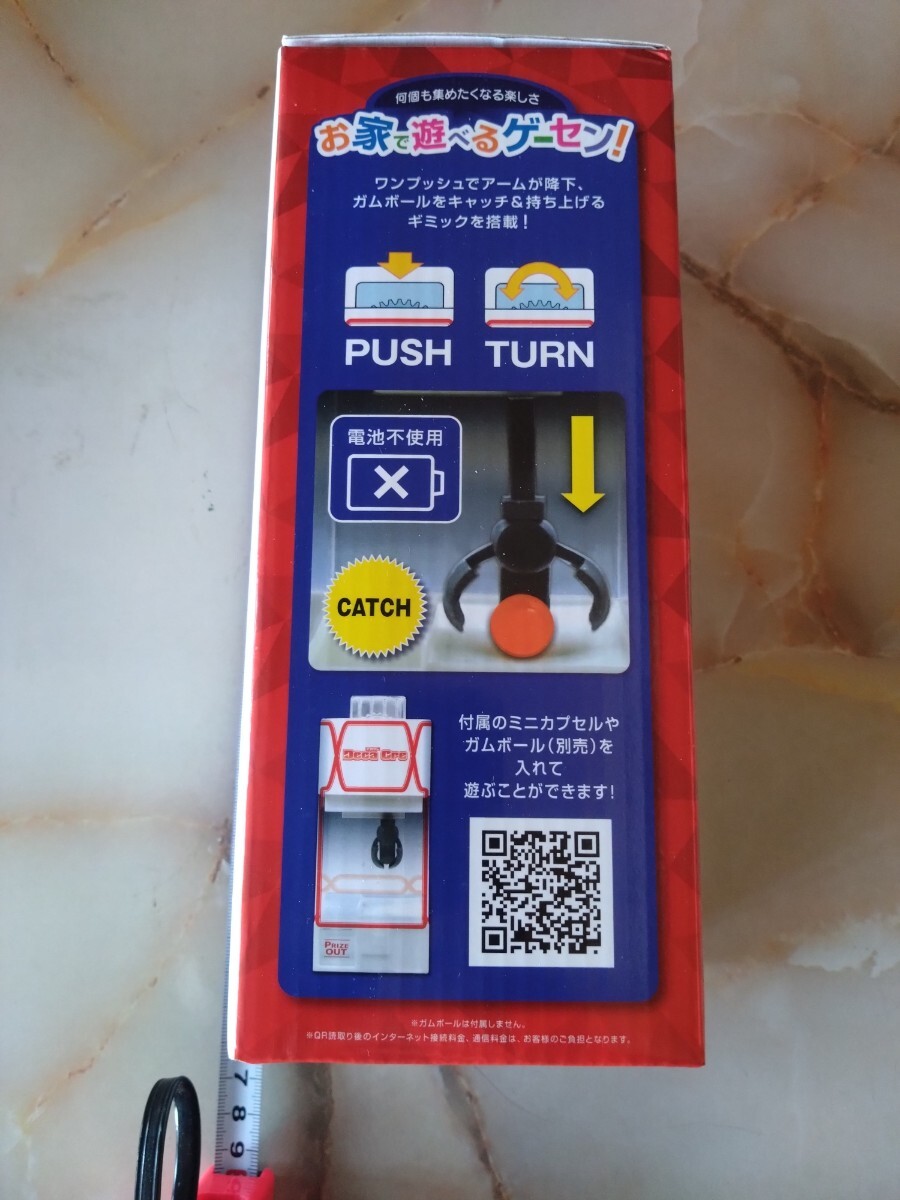 何個も集めたくなる楽しさ
お家で遊べるゲーセン!
ワンプッシュでアームが降下、
ガムボールをキャッチ&持ち上げる
ギミックを搭載!
PUSH TURN
電池不使用
CATCH
付属のミニカプセルや
ガムボール(別売)を
入れて
遊ぶことができます!
PRIZE
OUT
※ガムボールは付属しません。
※QR読取り後のインターネット接続料金、通信料金は、お客様のご負担となります。
7
8
9